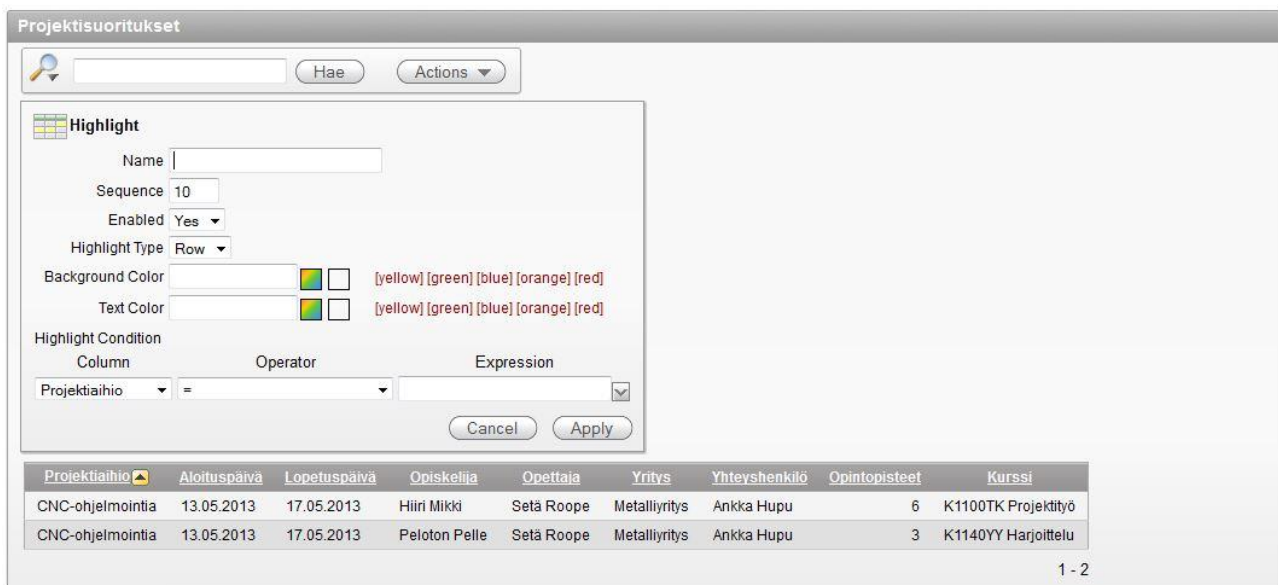 Projektisuoritukset
Hae Actions
Highlight
Name
Sequence 10
Enabled Yes
Highlight Type Row
Background Color [yellow] [green] [blue] [orange] [red]
Text Color [yellow] [green] [blue] [orange] [red]
Highlight Condition
Column Operator Expression
Projektiaihio =
Cancel Apply
Projektiaihio Aloituspäivä Lopetuspäivä Opiskelija Opettaja Yritys Yhteyshenkilö Opintopisteet Kurssi
CNC-ohjelmointia 13.05.2013 17.05.2013 Hiiri Mikki Setä Roope Metalliyritys Ankka Hupu 6 K1100TK Projektityö
CNC-ohjelmointia 13.05.2013 17.05.2013 Peloton Pelle Setä Roope Metalliyritys Ankka Hupu 3 K1140YY Harjoittelu
1 - 2